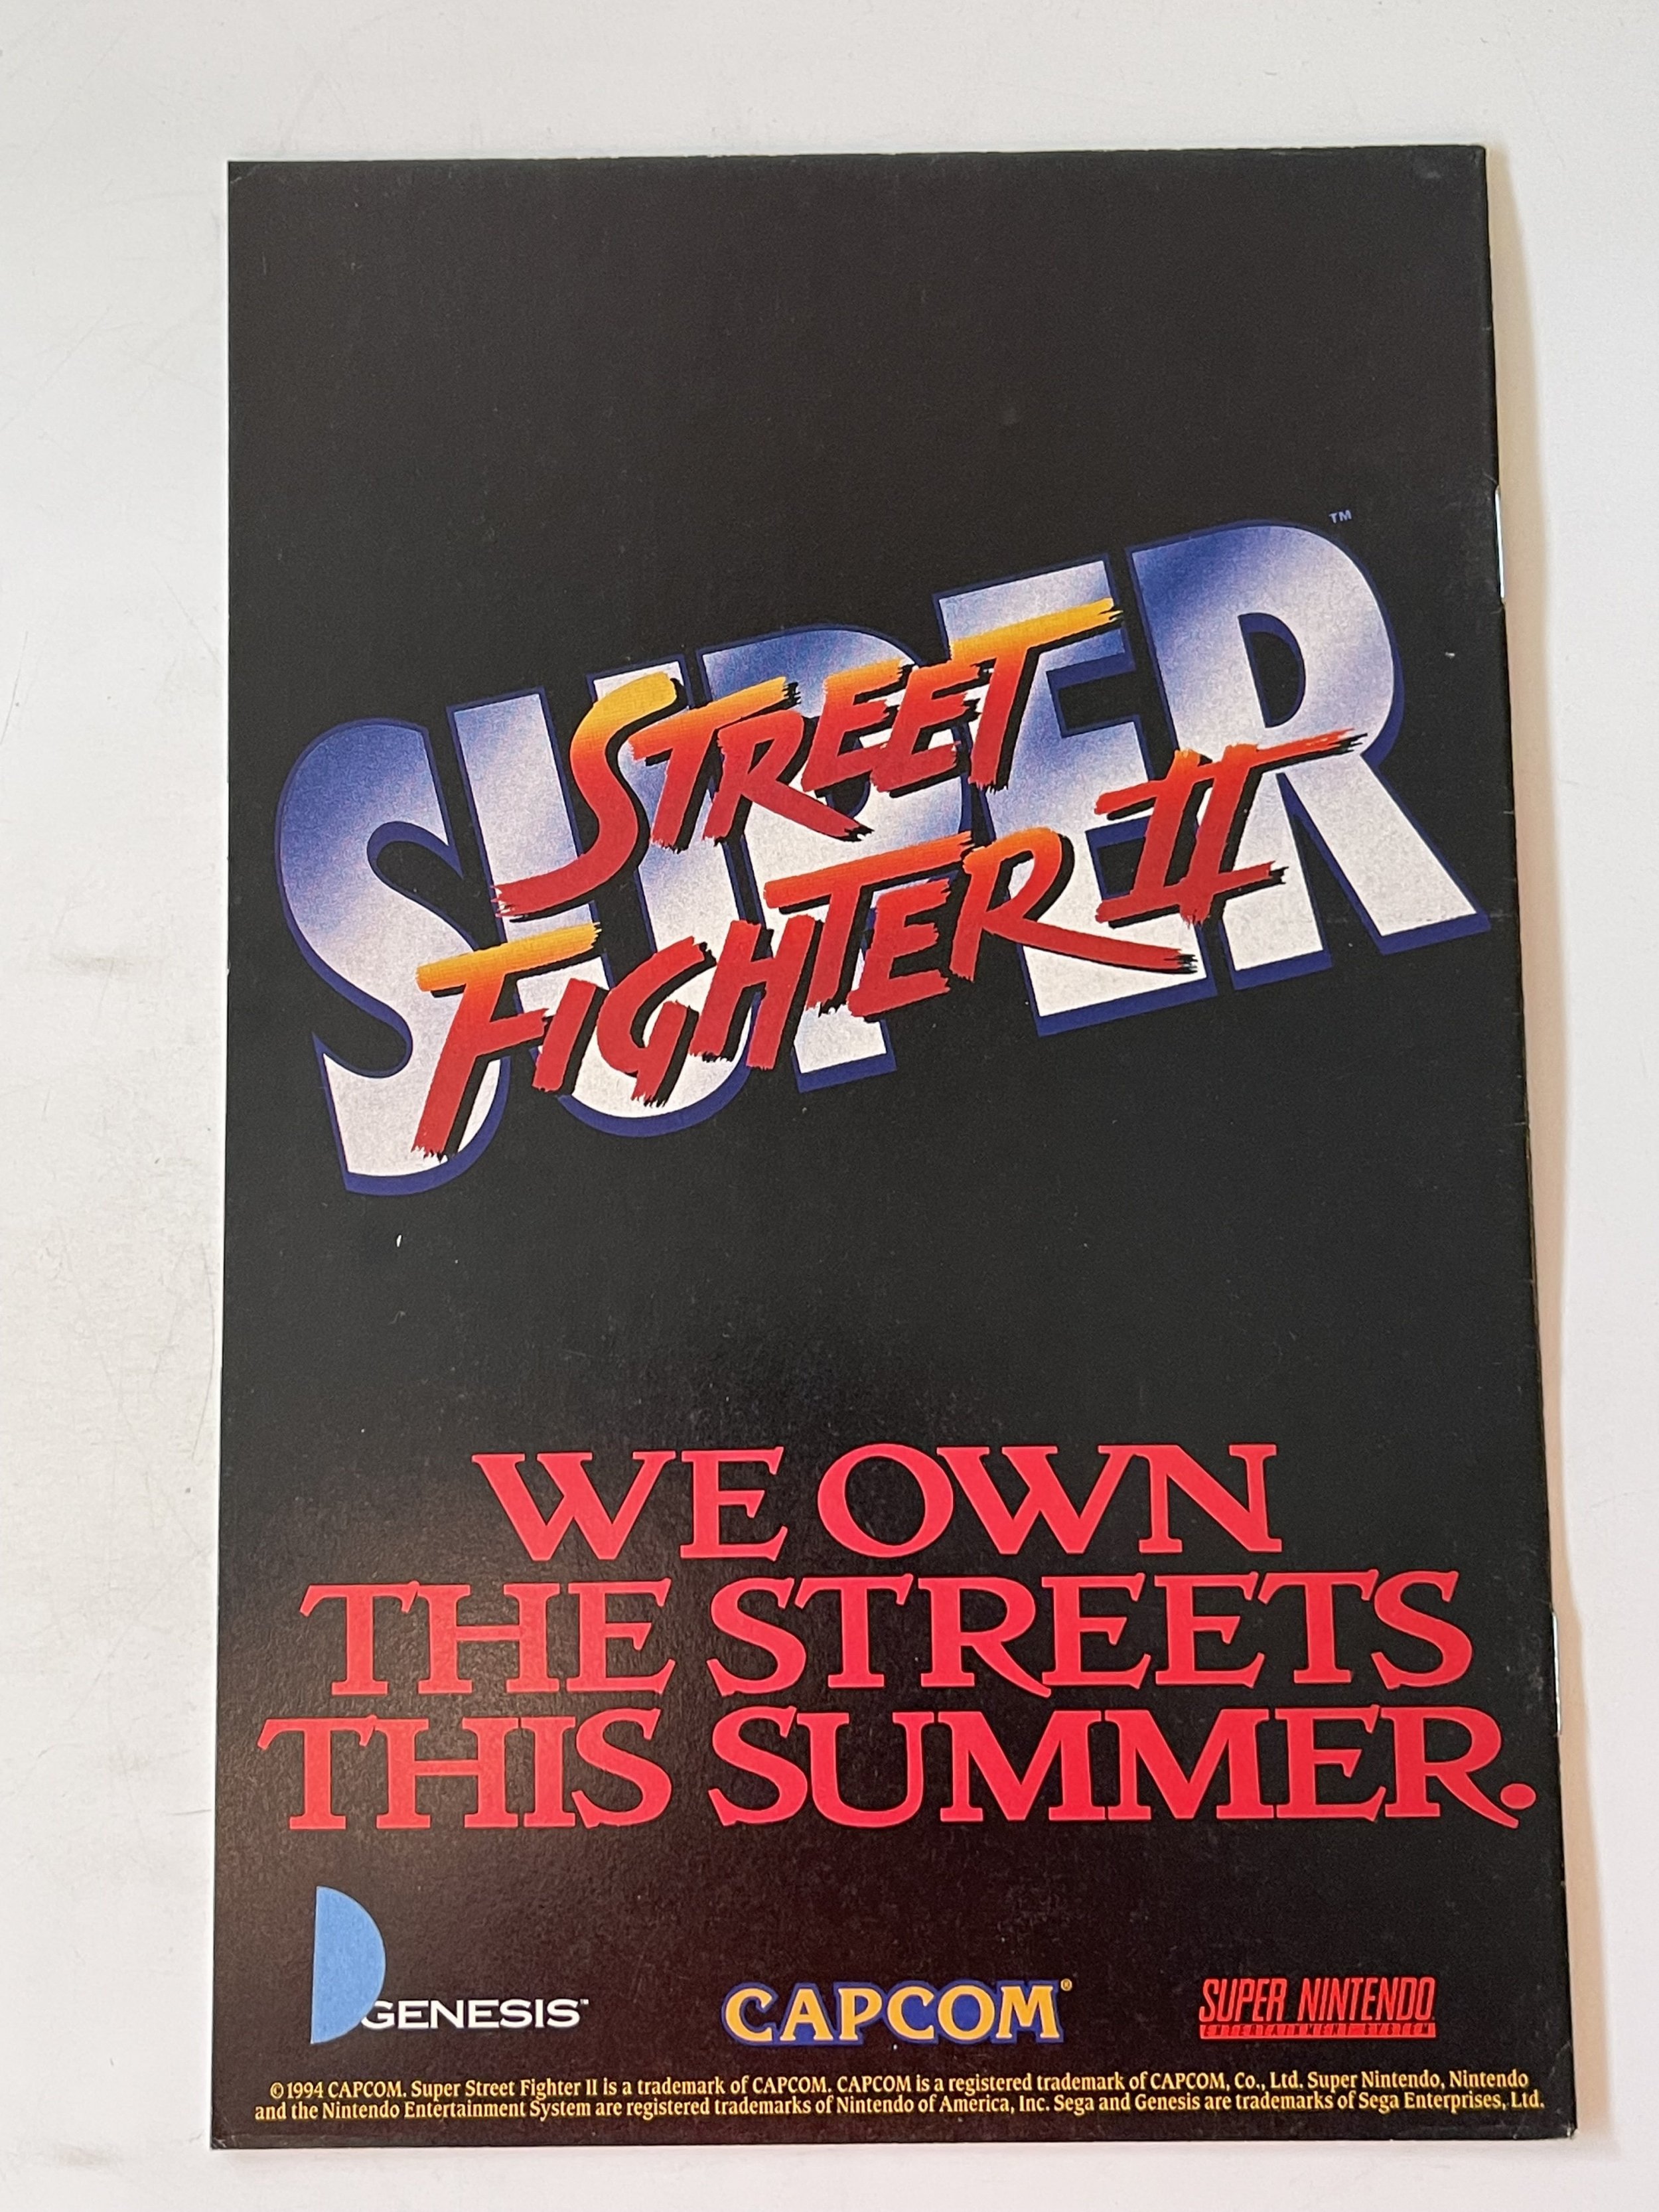 SUPER
STREET
FIGHTER II
™
WE OWN
THE STREETS
THIS SUMMER.
GENESIS™
CAPCOM®
SUPER NINTENDO
ENTERTAINMENT SYSTEM
©1994 CAPCOM. Super Street Fighter II is a trademark of CAPCOM. CAPCOM is a registered trademark of CAPCOM, Co., Ltd. Super Nintendo, Nintendo
and the Nintendo Entertainment System are registered trademarks of Nintendo of America, Inc. Sega and Genesis are trademarks of Sega Enterprises, Ltd.